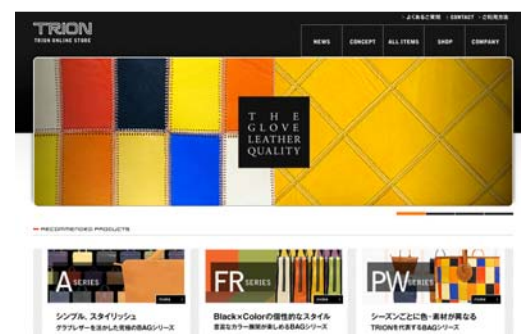 › よくあるご質問 › CONTACT › ご利用方法
TRION
TRION ONLINE STORE
NEWS CONCEPT ALL ITEMS SHOP COMPANY
THE
GLOVE
LEATHER
QUALITY
RECOMMENDED PRODUCTS
A SERIES FR SERIES PW SERIES
シンプル、スタイリッシュ Black×Colorの個性的なスタイル シーズンごとに色・素材が異なる
グラブレザーを活かした究極のBAGシリーズ 豊富なカラー展開が楽しめるBAGシリーズ TRIONを代表するBAGシリーズ